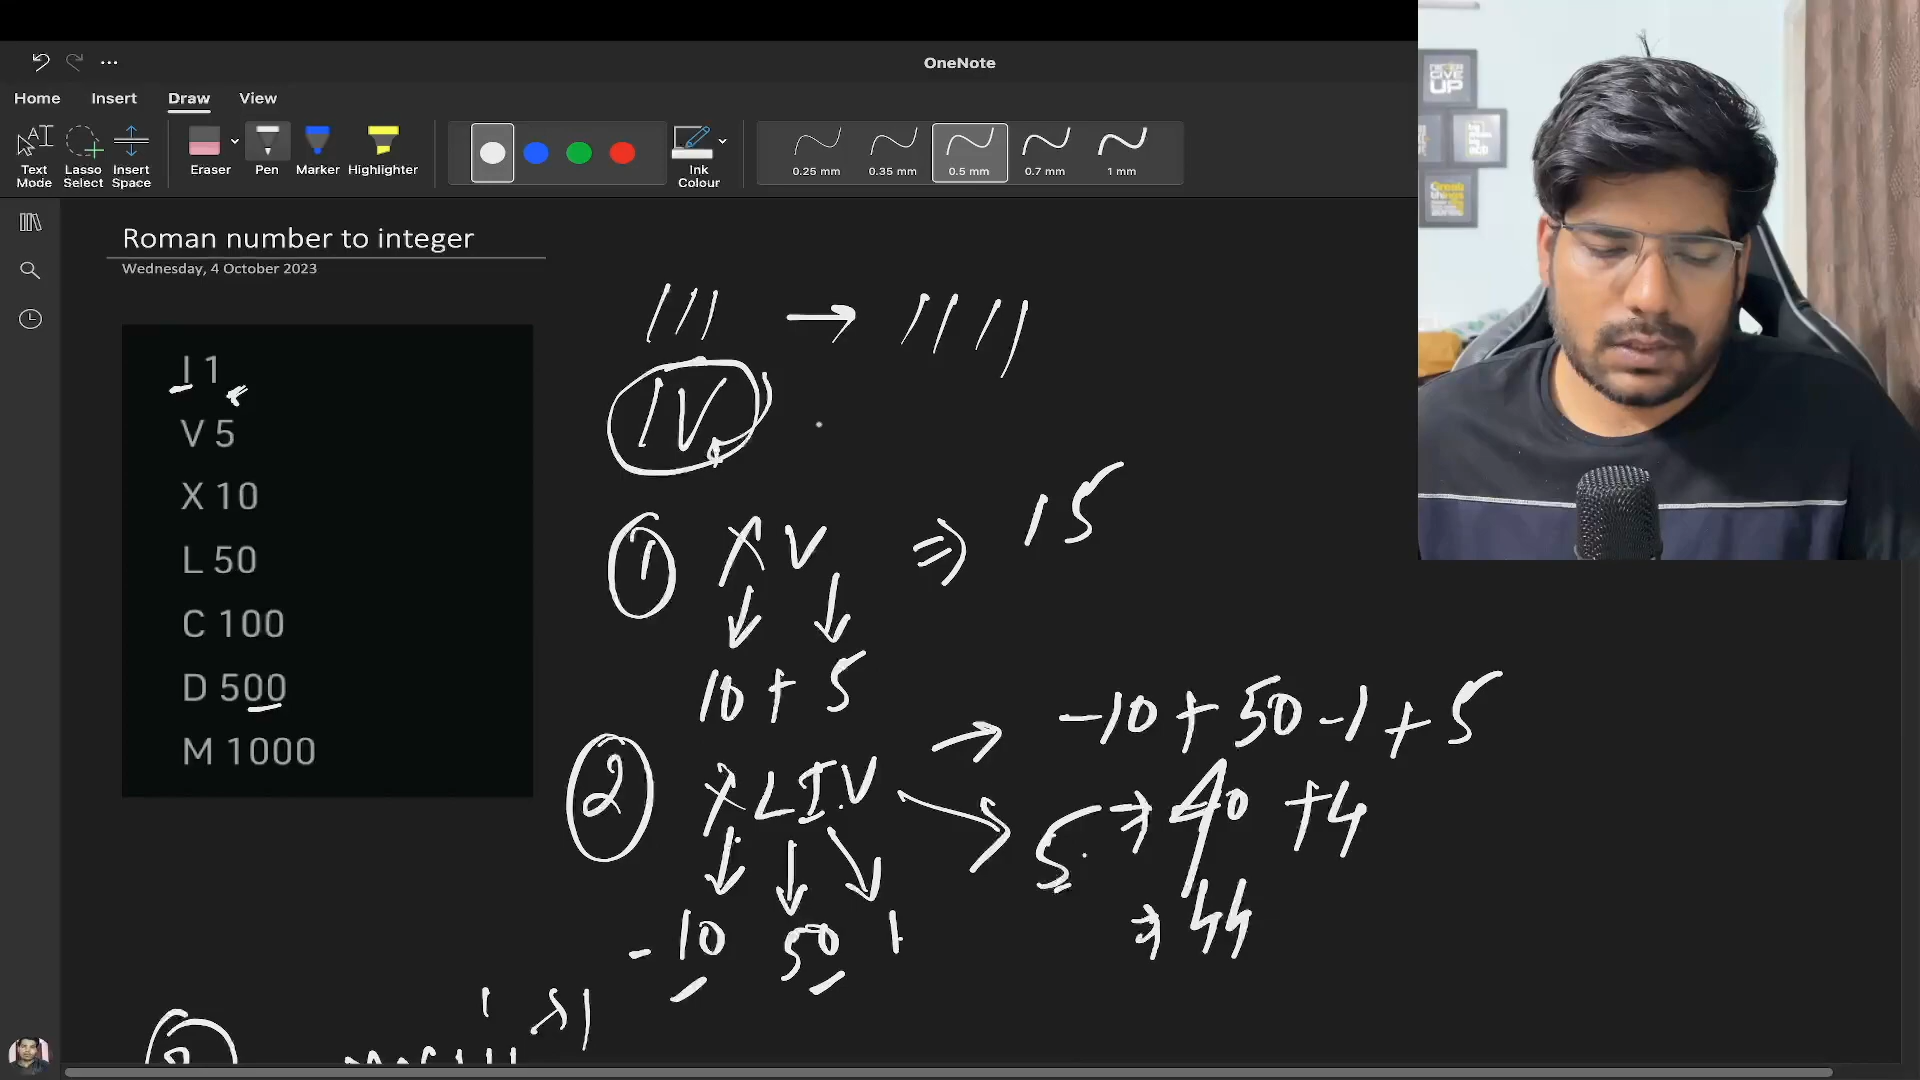 OneNote
Home Insert Draw View
Text Mode
Lasso Select
Insert Space
Eraser
Pen
Marker
Highlighter
Ink Colour
0.25 mm
0.35 mm
0.5 mm
0.7 mm
1 mm
NEVER GIVE UP
Roman number to integer
Wednesday, 4 October 2023
I 1
V 5
X 10
L 50
C 100
D 500
M 1000
III → IIII
IV
1 XV ⇒ 15
10 + 5
2 XLIV → -10 + 50 - 1 + 5
5 ⇒ 40 + 4
-10 50 1
⇒ 44